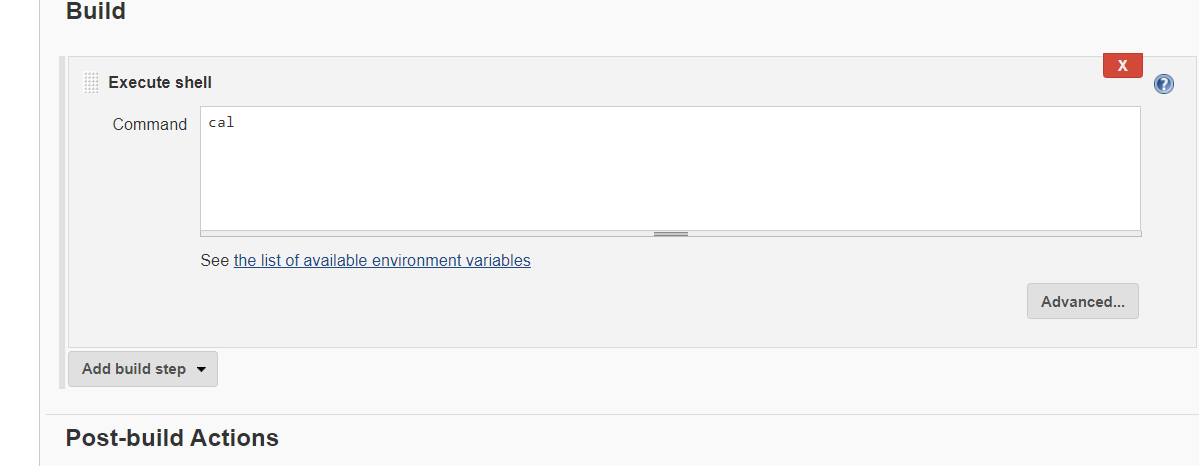 Build
X
Execute shell
?
Command
cal
See the list of available environment variables
Advanced...
Add build step
Post-build Actions